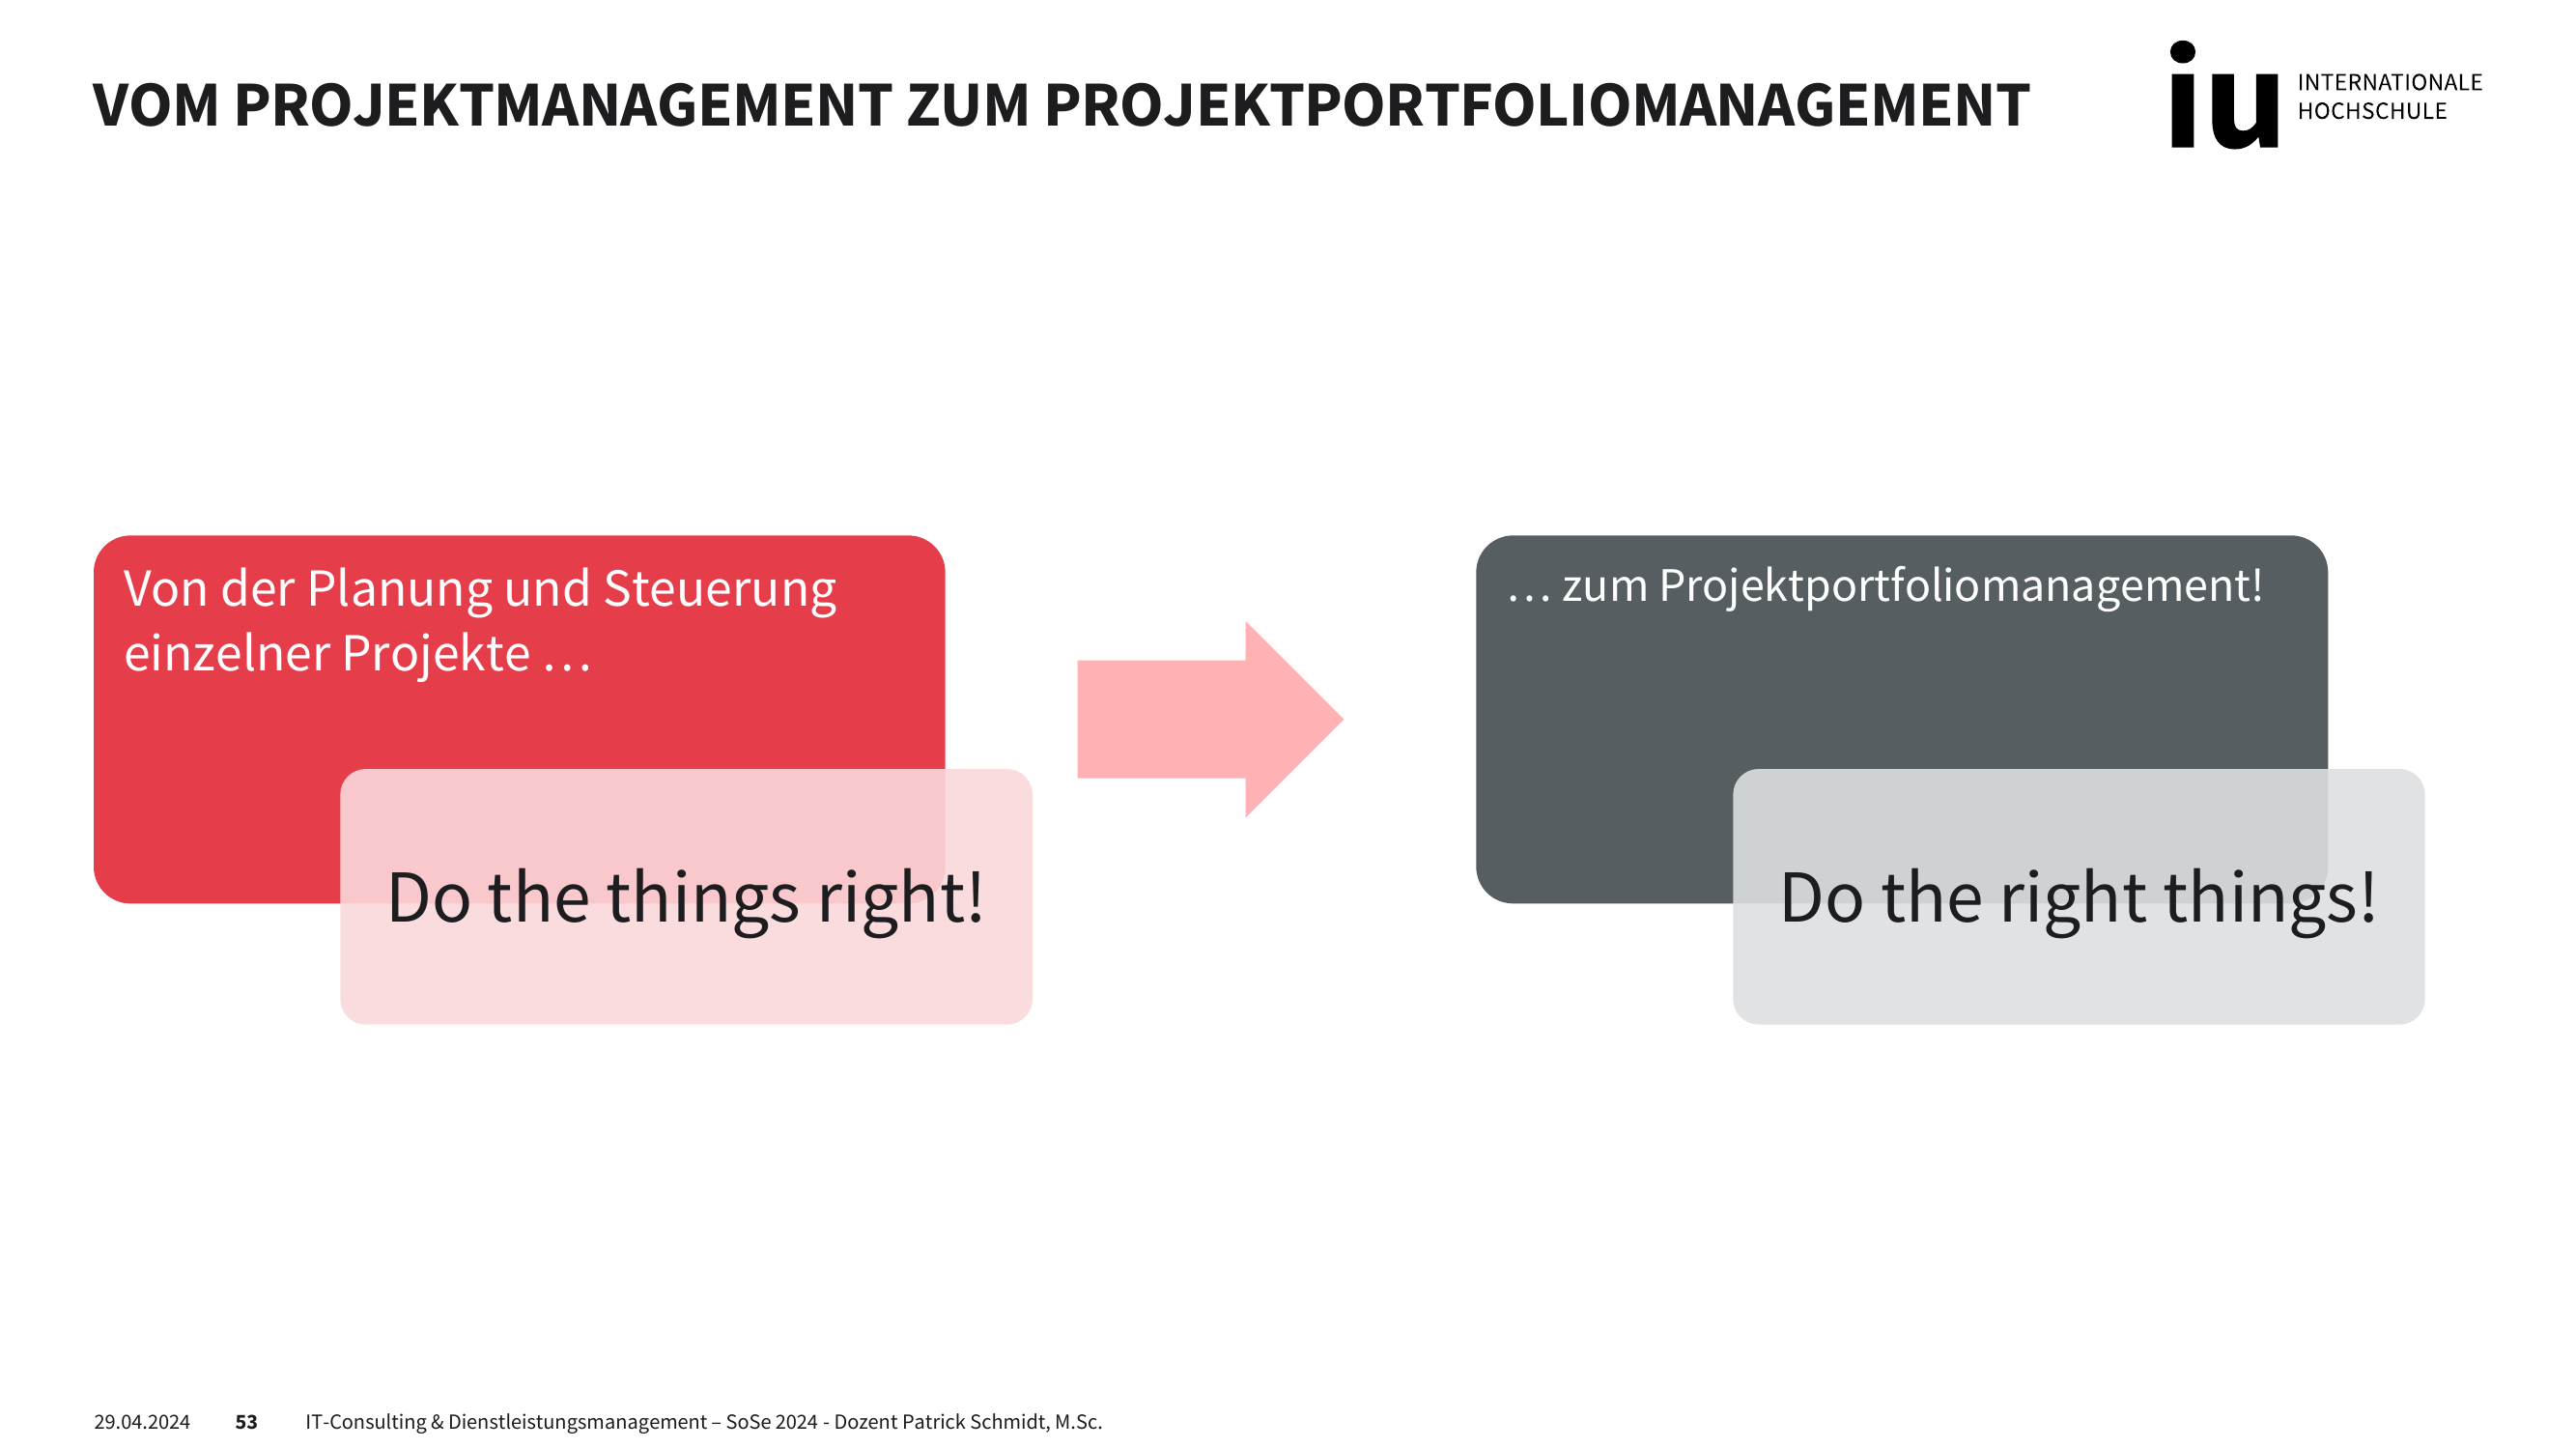 VOM PROJEKTMANAGEMENT ZUM PROJEKTPORTFOLIOMANAGEMENT
iu INTERNATIONALE
HOCHSCHULE
Von der Planung und Steuerung
einzelner Projekte …
Do the things right!
… zum Projektportfoliomanagement!
Do the right things!
29.04.2024 53 IT-Consulting & Dienstleistungsmanagement – SoSe 2024 - Dozent Patrick Schmidt, M.Sc.